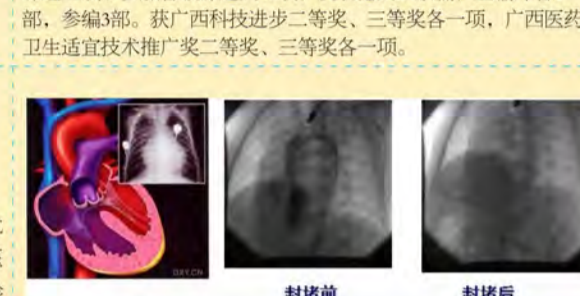 部，参编3部。获广西科技进步二等奖、三等奖各一项，广西医药
卫生适宜技术推广奖二等奖、三等奖各一项。
DXY.CN
封堵前
封堵后